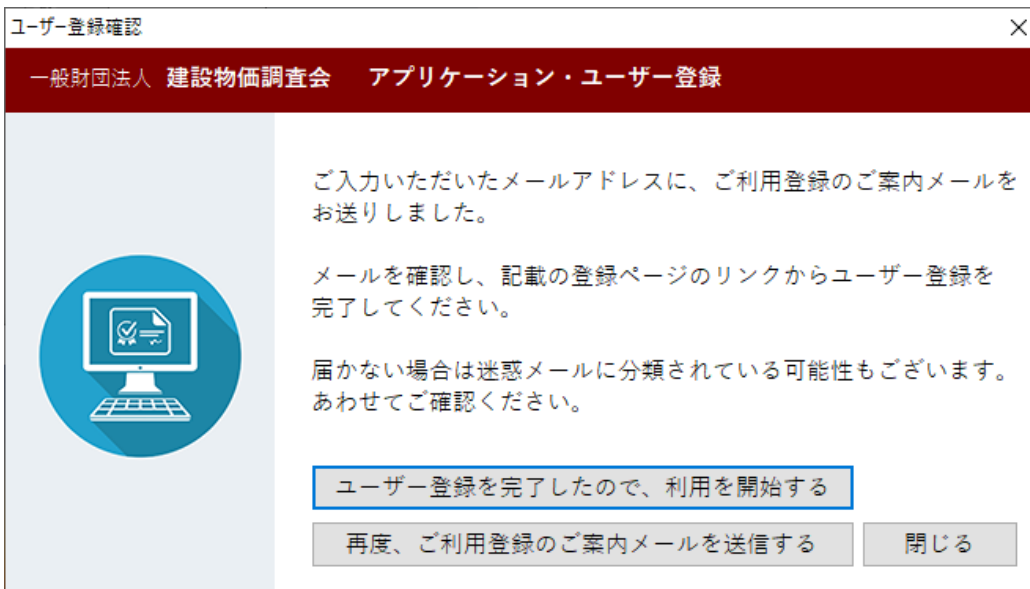 ユーザー登録確認
一般財団法人 建設物価調査会 アプリケーション・ユーザー登録
ご入力いただいたメールアドレスに、ご利用登録のご案内メールを
お送りしました。
メールを確認し、記載の登録ページのリンクからユーザー登録を
完了してください。
届かない場合は迷惑メールに分類されている可能性もございます。
あわせてご確認ください。
ユーザー登録を完了したので、利用を開始する
再度、ご利用登録のご案内メールを送信する
閉じる